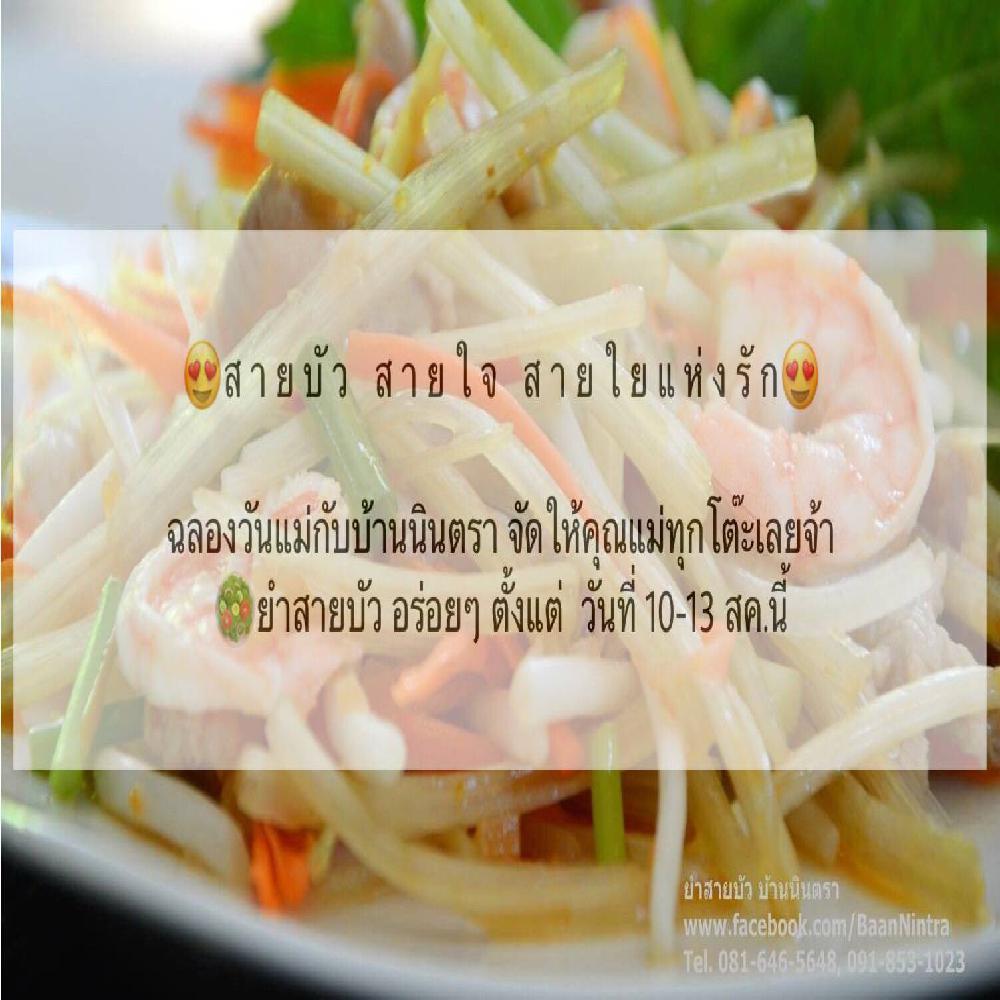 😍สายบัว สายใจ สายใยแห่งรัก😍
ฉลองวันแม่กับบ้านนินตรา จัดให้คุณแม่ทุกโต๊ะเลยจ้า
ยำสายบัว อร่อยๆ ตั้งแต่ วันที่ 10-13 สค.นี้
ยำสายบัว บ้านนินตรา
www.facebook.com/BaanNintra
Tel. 081-646-5648, 091-853-1023